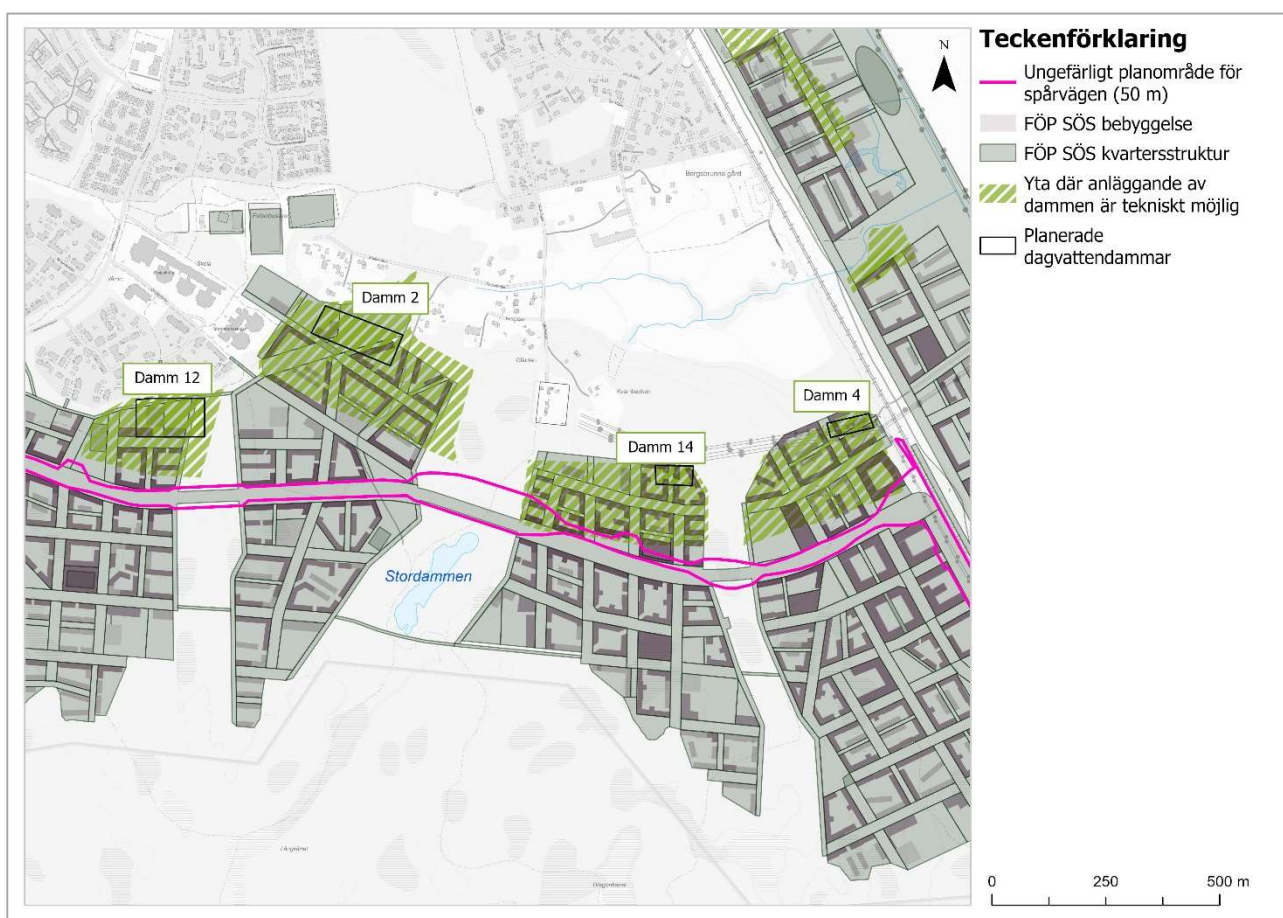 Teckenförklaring
Ungefärligt planområde för
spårvägen (50 m)
FÖP SÖS bebyggelse
FÖP SÖS kvartersstruktur
Yta där anläggande av
dammen är tekniskt möjlig
Planerade
dagvattendammar
N
Bergsbrunna gård
Skola
Damm 2
Damm 12
Damm 4
Damm 14
Stordammen
0 250 500 m